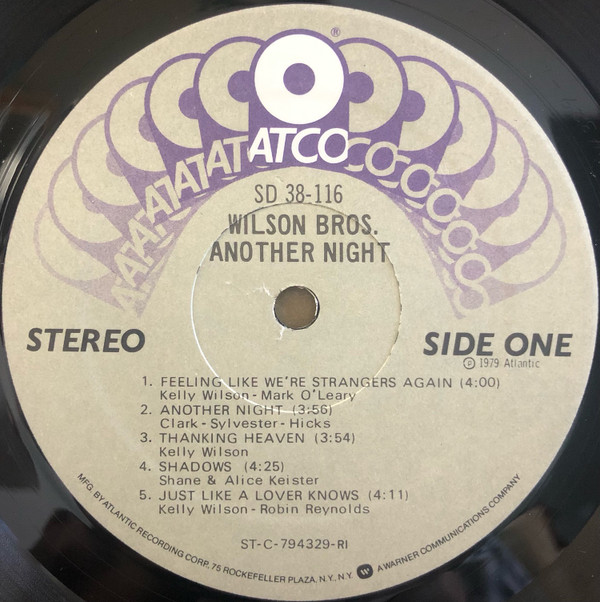 ®
ATCO
SD 38-116
WILSON BROS.
ANOTHER NIGHT
STEREO
SIDE ONE
℗ 1979 Atlantic
1. FEELING LIKE WE'RE STRANGERS AGAIN (4:00)
Kelly Wilson - Mark O'Leary
2. ANOTHER NIGHT (3:56)
Clark - Sylvester - Hicks
3. THANKING HEAVEN (3:54)
Kelly Wilson
4. SHADOWS (4:25)
Shane & Alice Keister
5. JUST LIKE A LOVER KNOWS (4:11)
Kelly Wilson - Robin Reynolds
ST-C-794329-RI
MFG. BY ATLANTIC RECORDING CORP., 75 ROCKEFELLER PLAZA, N.Y., N.Y. W A WARNER COMMUNICATIONS COMPANY